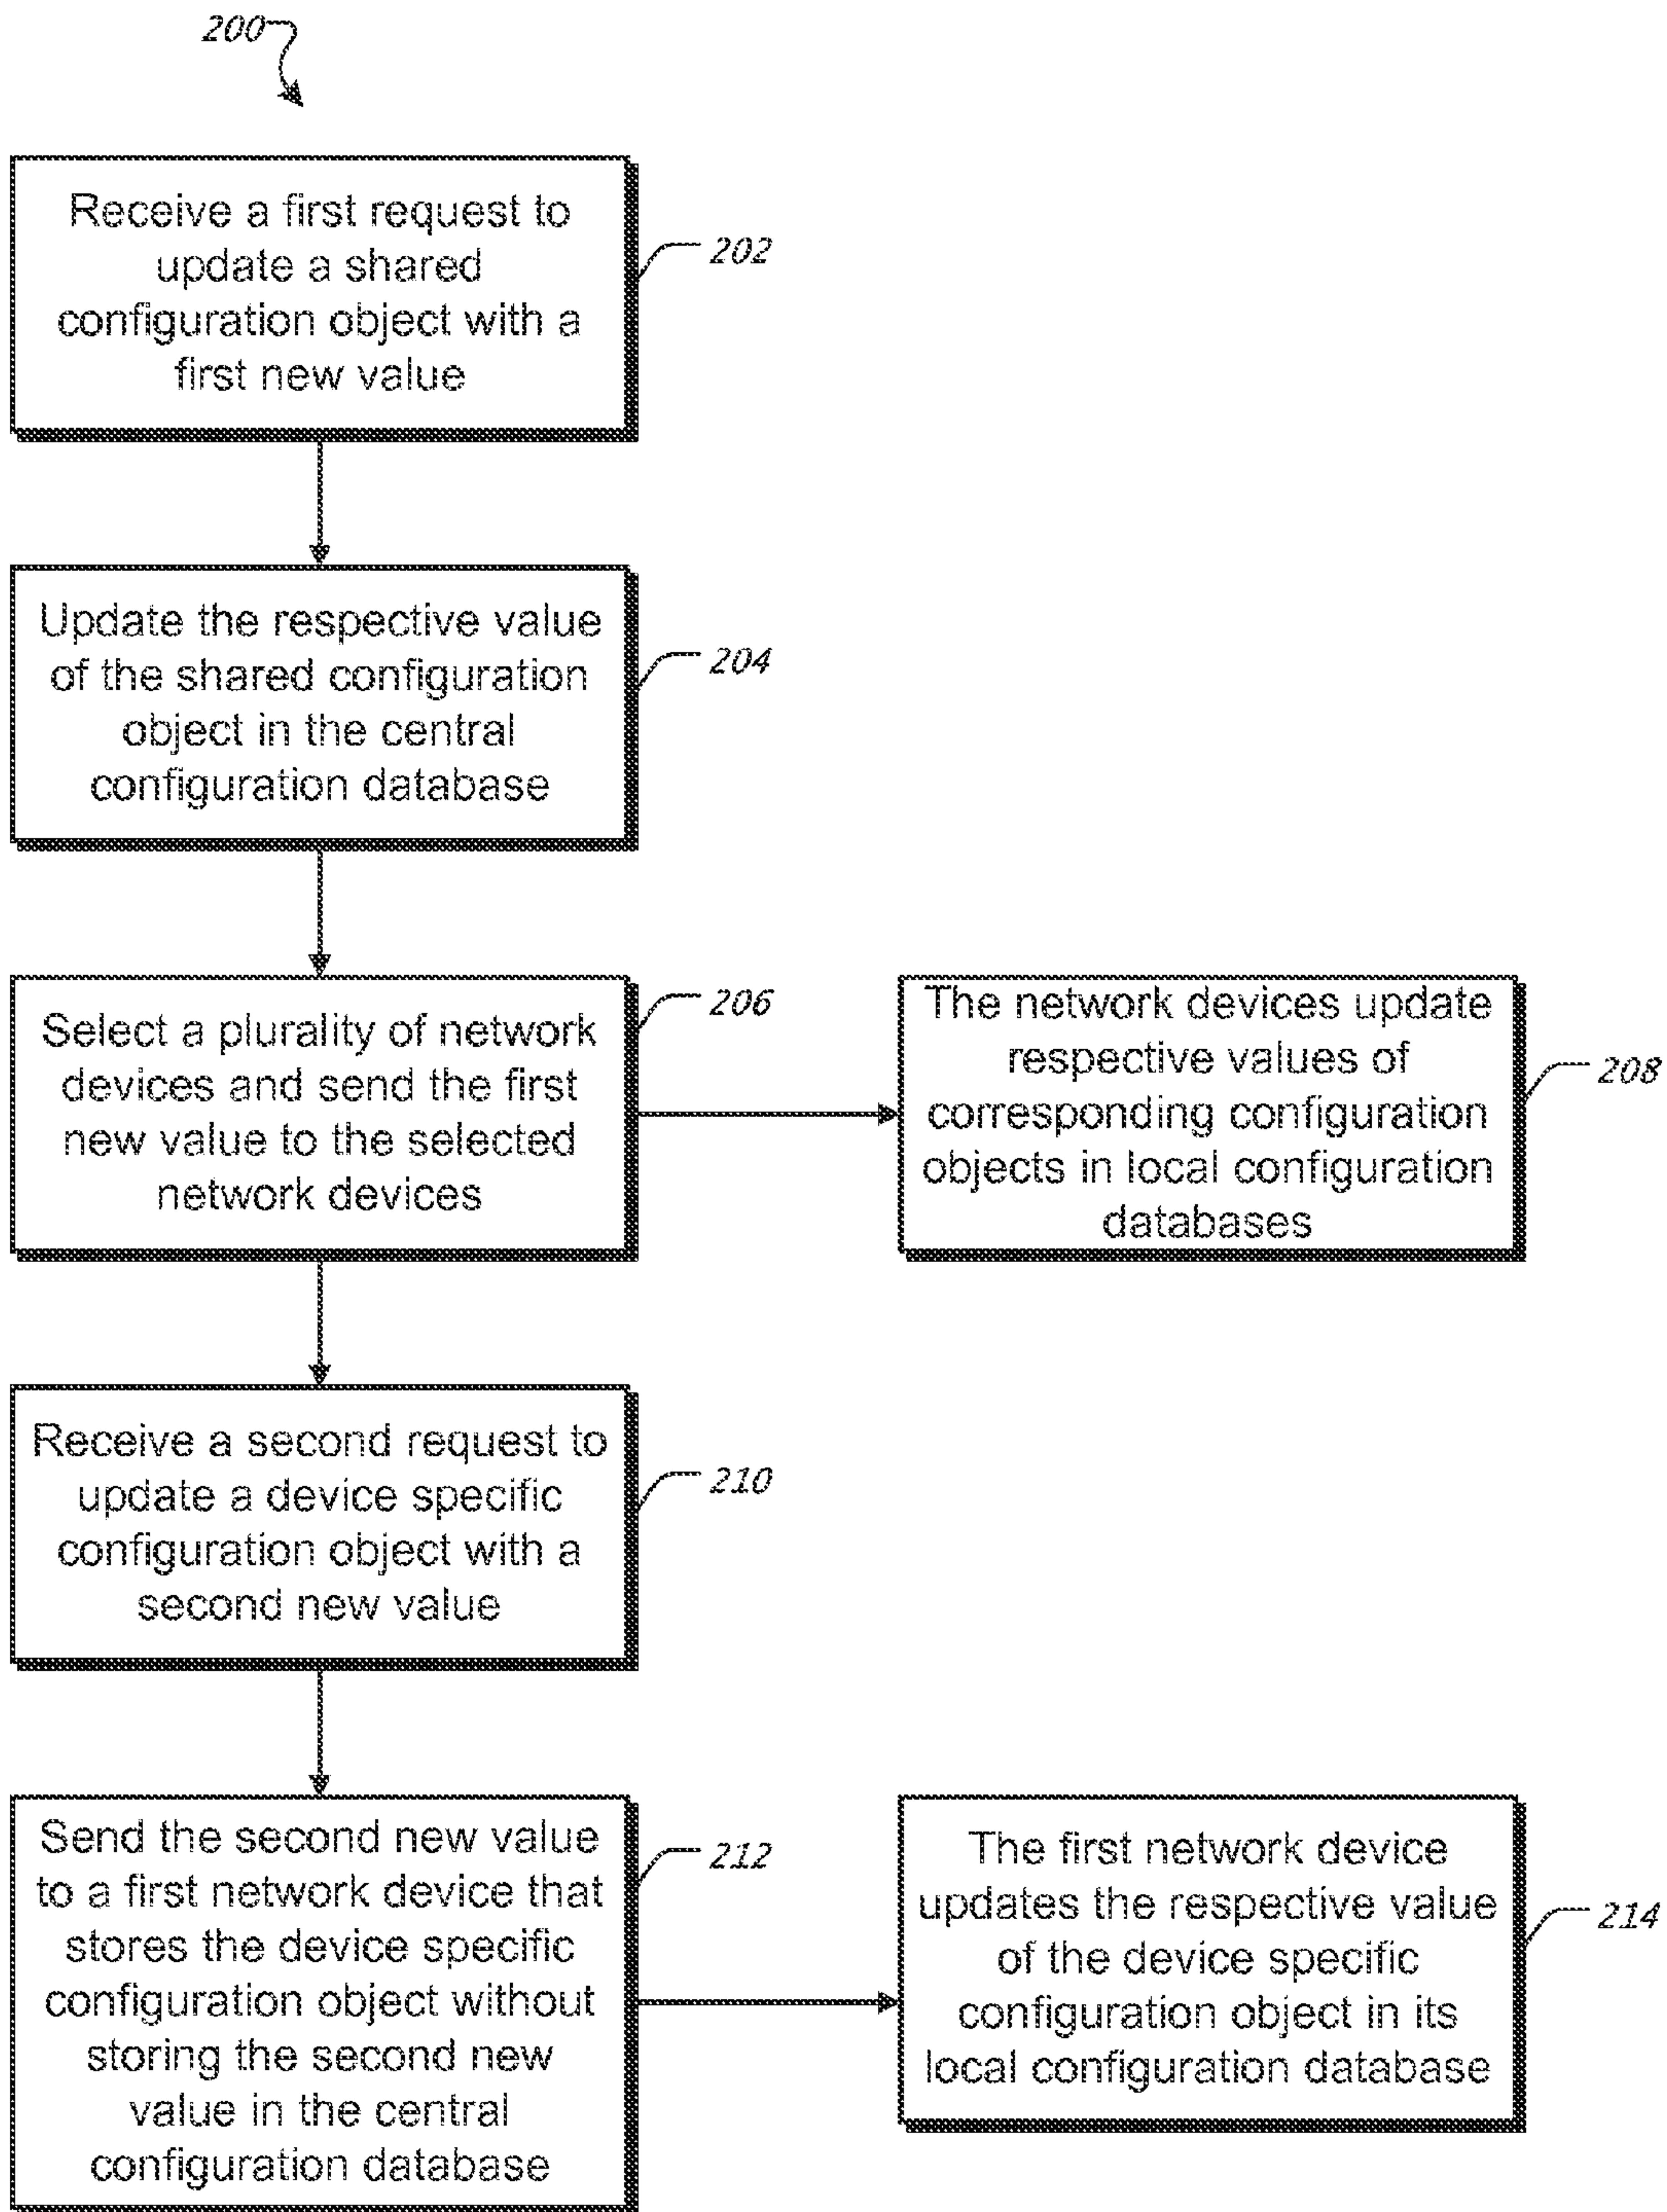 200
Receive a first request to
update a shared
configuration object with a
first new value
202
Update the respective value
of the shared configuration
object in the central
configuration database
204
Select a plurality of network
devices and send the first
new value to the selected
network devices
206
The network devices update
respective values of
corresponding configuration
objects in local configuration
databases
208
Receive a second request to
update a device specific
configuration object with a
second new value
210
Send the second new value
to a first network device that
stores the device specific
configuration object without
storing the second new
value in the central
configuration database
212
The first network device
updates the respective value
of the device specific
configuration object in its
local configuration database
214